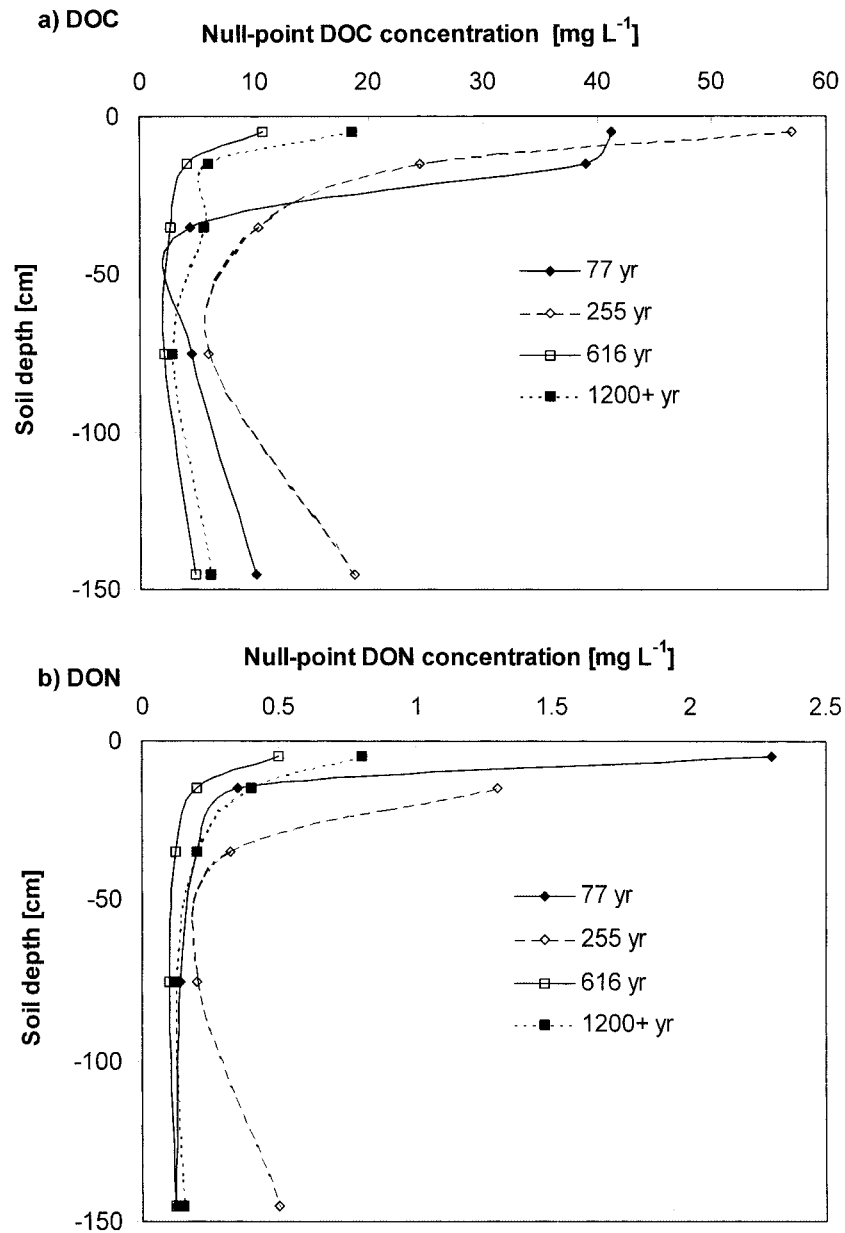 a) DOC
Null-point DOC concentration [mg L⁻¹]
0 10 20 30 40 50 60
0
-50
-100
-150
Soil depth [cm]
77 yr
255 yr
616 yr
1200+ yr
b) DON
Null-point DON concentration [mg L⁻¹]
0 0.5 1 1.5 2 2.5
0
-50
-100
-150
Soil depth [cm]
77 yr
255 yr
616 yr
1200+ yr